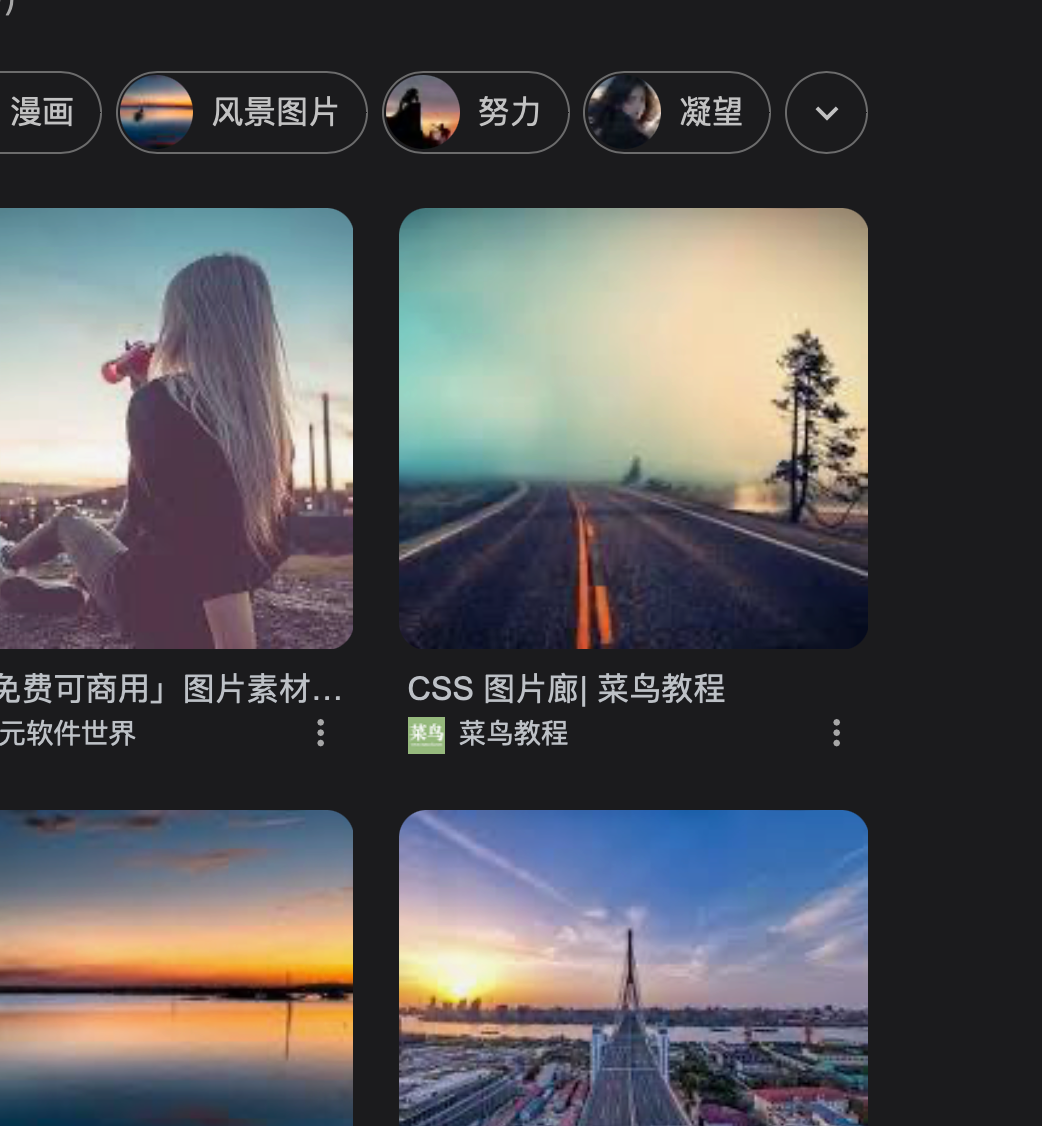 漫画
风景图片
努力
凝望
免费可商用」图片素材...
元软件世界
CSS 图片廊| 菜鸟教程
菜鸟
菜鸟教程